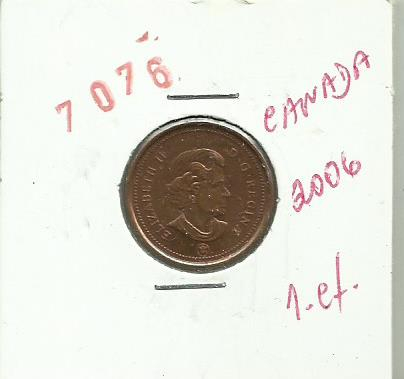 7076
CANADA
2006
1.ct.
ELIZABETH II D·G·REGINA